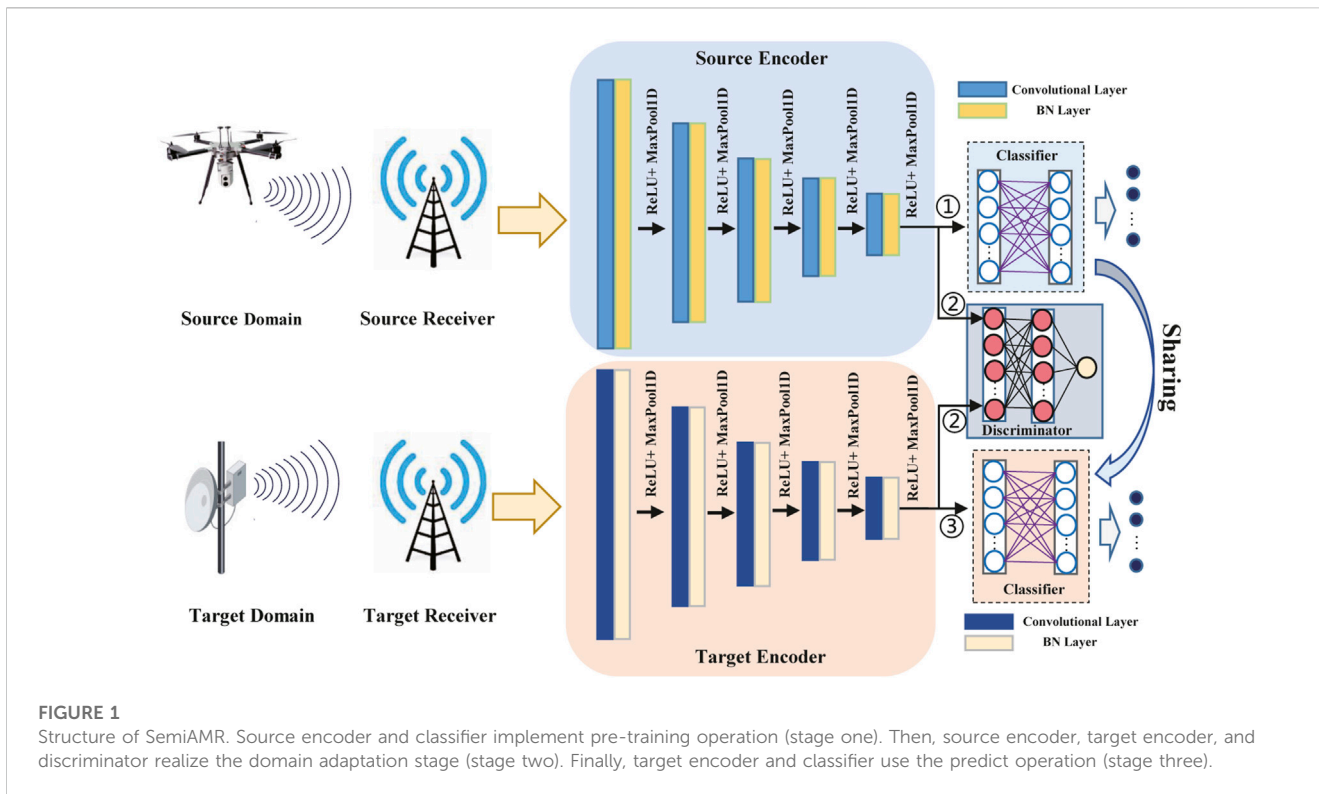 Source Encoder
Convolutional Layer
BN Layer
ReLU+ MaxPool1D
ReLU+ MaxPool1D
ReLU+ MaxPool1D
ReLU+ MaxPool1D
ReLU+ MaxPool1D
Classifier
①
②
Source Domain
Source Receiver
Sharing
ReLU+ MaxPool1D
ReLU+ MaxPool1D
ReLU+ MaxPool1D
ReLU+ MaxPool1D
ReLU+ MaxPool1D
②
Discriminator
③
Classifier
Target Domain
Target Receiver
Convolutional Layer
BN Layer
Target Encoder
FIGURE 1
Structure of SemiAMR. Source encoder and classifier implement pre-training operation (stage one). Then, source encoder, target encoder, and
discriminator realize the domain adaptation stage (stage two). Finally, target encoder and classifier use the predict operation (stage three).